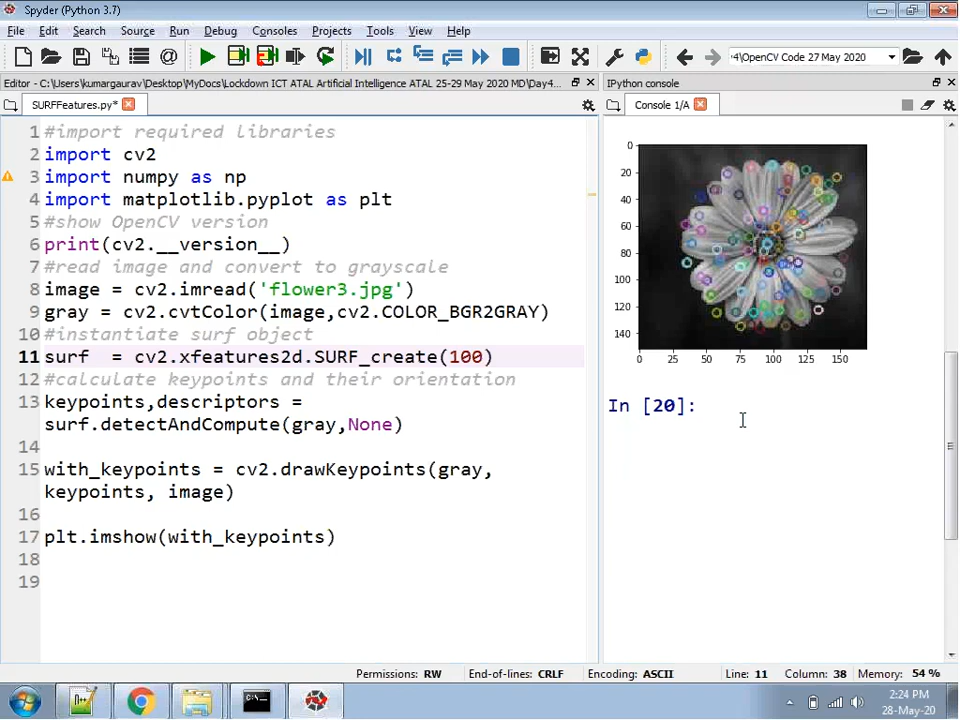 Spyder (Python 3.7)
File Edit Search Source Run Debug Consoles Projects Tools View Help
4\OpenCV Code 27 May 2020
Editor - C:\Users\kumargaurav\Desktop\MyDocs\Lockdown ICT ATAL Artificial Intelligence ATAL 25-29 May 2020 MD\Day4...
IPython console
SURFFeatures.py*
Console 1/A
1 #import required libraries
2 import cv2
3 import numpy as np
4 import matplotlib.pyplot as plt
5 #show OpenCV version
6 print(cv2.__version__)
7 #read image and convert to grayscale
8 image = cv2.imread('flower3.jpg')
9 gray = cv2.cvtColor(image,cv2.COLOR_BGR2GRAY)
10 #instantiate surf object
11 surf  = cv2.xfeatures2d.SURF_create(100)
12 #calculate keypoints and their orientation
13 keypoints,descriptors =
surf.detectAndCompute(gray,None)
14
15 with_keypoints = cv2.drawKeypoints(gray,
keypoints, image)
16
17 plt.imshow(with_keypoints)
18
19
0
20
40
60
80
100
120
140
0 25 50 75 100 125 150
In [20]:
Permissions: RW End-of-lines: CRLF Encoding: ASCII Line: 11 Column: 38 Memory: 54 %
2:24 PM
28-May-20